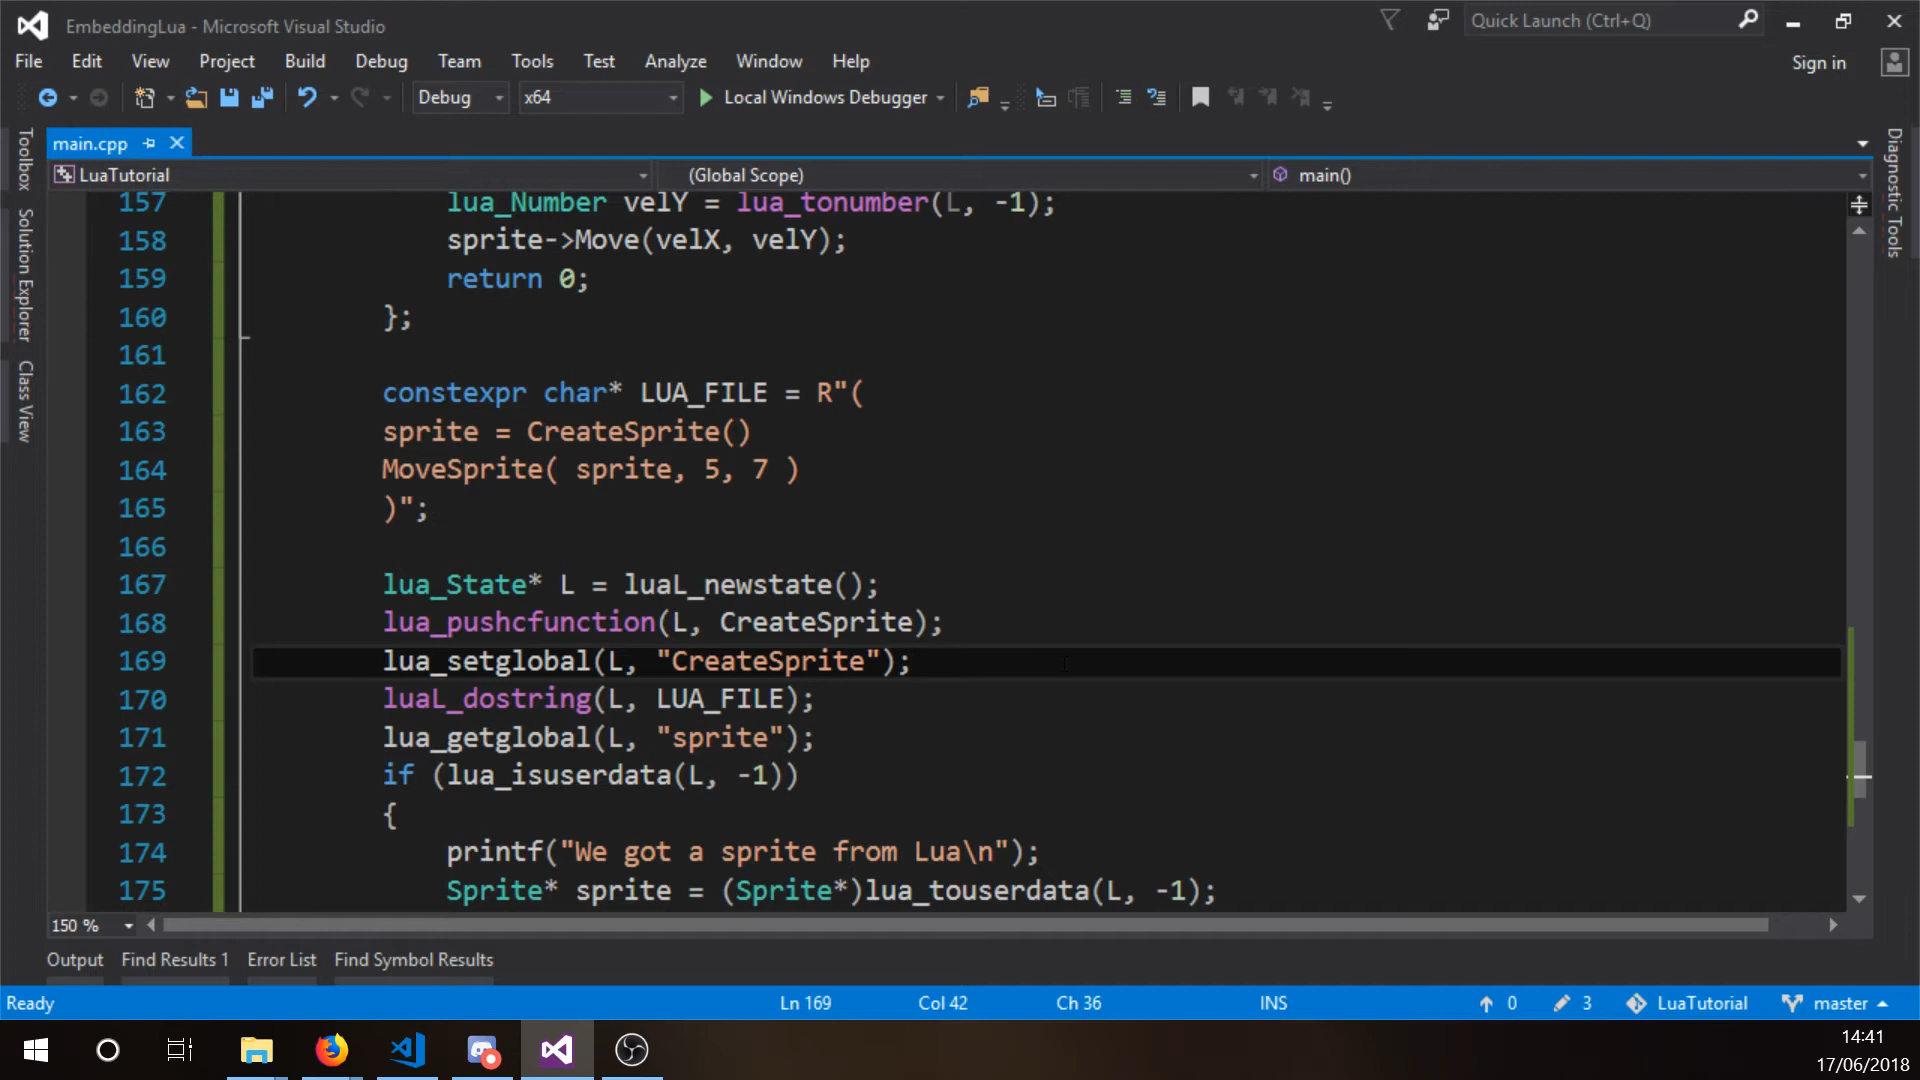 EmbeddingLua - Microsoft Visual Studio
Quick Launch (Ctrl+Q)
File Edit View Project Build Debug Team Tools Test Analyze Window Help
Sign in
Debug x64 Local Windows Debugger
main.cpp
LuaTutorial (Global Scope) main()
Toolbox
Solution Explorer
Class View
Diagnostic Tools
157 lua_Number velY = lua_tonumber(L, -1);
158 sprite->Move(velX, velY);
159 return 0;
160 };
161
162 constexpr char* LUA_FILE = R"(
163 sprite = CreateSprite()
164 MoveSprite( sprite, 5, 7 )
165 )";
166
167 lua_State* L = luaL_newstate();
168 lua_pushcfunction(L, CreateSprite);
169 lua_setglobal(L, "CreateSprite");
170 luaL_dostring(L, LUA_FILE);
171 lua_getglobal(L, "sprite");
172 if (lua_isuserdata(L, -1))
173 {
174 printf("We got a sprite from Lua\n");
175 Sprite* sprite = (Sprite*)lua_touserdata(L, -1);
150 %
Output Find Results 1 Error List Find Symbol Results
Ready Ln 169 Col 42 Ch 36 INS 0 3 LuaTutorial master
14:41
17/06/2018